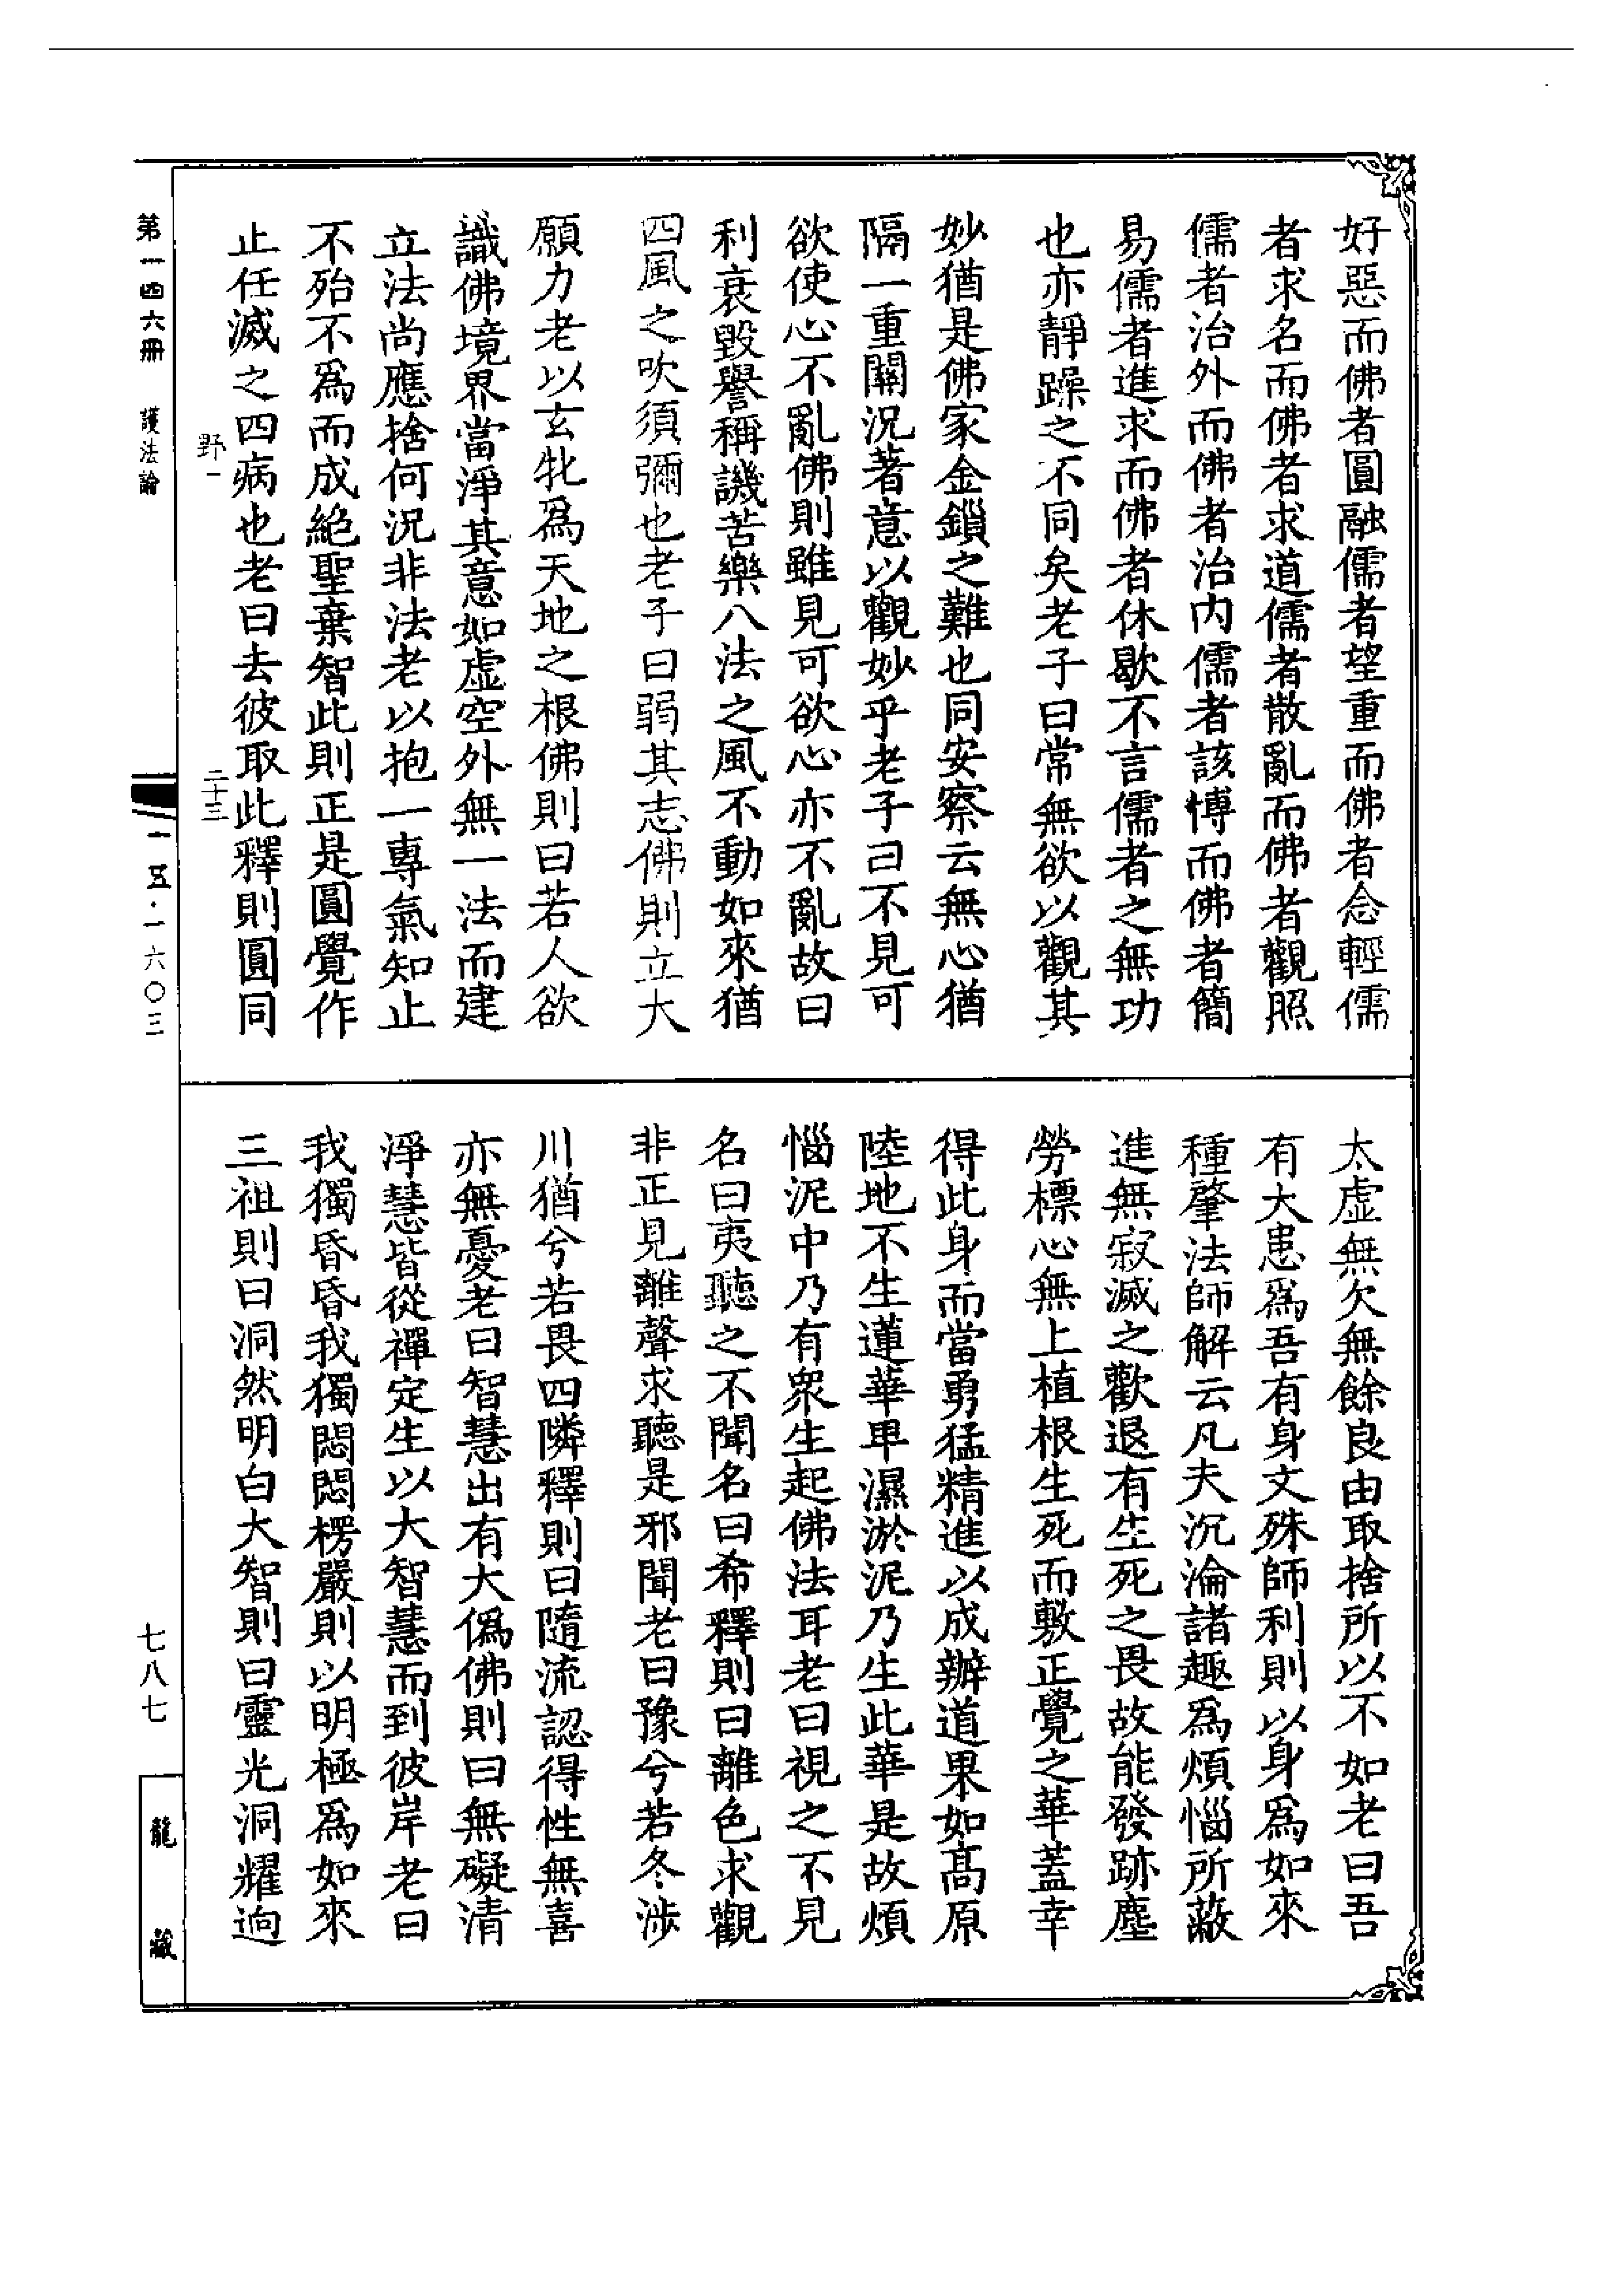 好惡而佛者圓融儒者望重而佛者念輕儒
者求名而佛者求道儒者散亂而佛者觀照
儒者治外而佛者治内儒者該慱而佛者簡
易儒者進求而佛者休歇不言儒者之無功
也亦靜躁之不同矣老子曰常無欲以觀其
妙猶是佛家金鎻之難也同安察云無心猶
隔一重關況著意以觀妙乎老子曰不見可
欲使心不亂佛則雖見可欲心亦不亂故曰
利衰毀譽稱譏苦樂八法之風不動如來猶
四風之吹須彌也老子曰弱其志佛則立大
願力老以玄牝爲天地之根佛則曰若人欲
識佛境界當淨其意如虛空外無一法而建
立法尚應捨何況非法老以抱一專氣知止
不殆不爲而成絕聖棄智此則正是圓覺作
止任滅之四病也老曰去彼取此釋則圓同
太虛無欠無餘良由取捨所以不如老曰吾
有大患爲吾有身文殊師利則以身爲如來
種肇法師解云凡夫沉淪諸趣爲煩惱所蔽
進無寂滅之歡退有生死之畏故能發跡塵
勞標心無上植根生死而敷正覺之華蓋幸
得此身而當勇猛精進以成辦道果如高原
陸地不生蓮華卑濕淤泥乃生此華是故煩
惱泥中乃有眾生起佛法耳老曰視之不見
名曰夷聽之不聞名曰希釋則曰離色求觀
非正見離聲求聽是邪聞老曰豫兮若冬涉
川猶兮若畏四隣釋則曰隨流認得性無喜
亦無憂老曰智慧出有大僞佛則曰無礙清
淨慧皆從禪定生以大智慧而到彼岸老曰
我獨昏昏我獨悶悶楞嚴則以明極爲如來
三祖則曰洞然明白大智則曰靈光洞耀逈
野一
二十三
第一四六冊 護法論
一五·一六〇三
七八七
龍藏